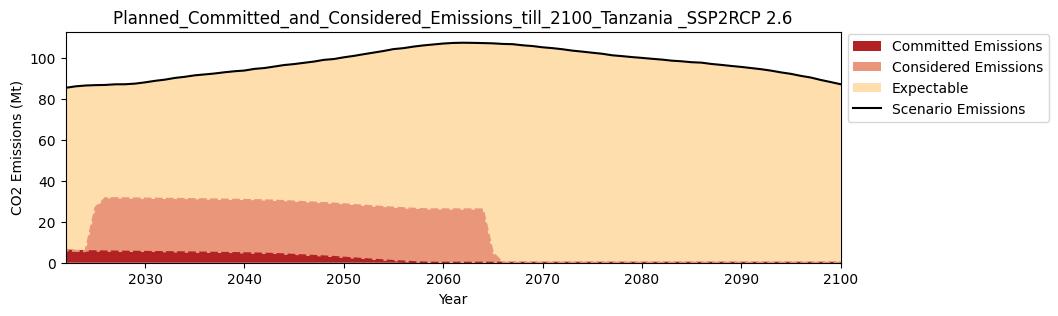 Planned_Committed_and_Considered_Emissions_till_2100_Tanzania _SSP2RCP 2.6
Committed Emissions
Considered Emissions
Expectable
Scenario Emissions
CO2 Emissions (Mt)
100
80
60
40
20
0
2030 2040 2050 2060 2070 2080 2090 2100
Year